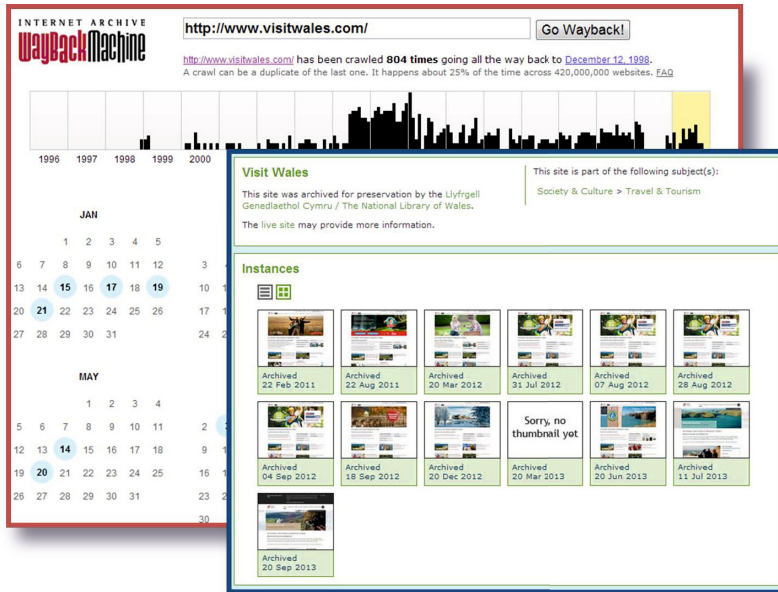 INTERNET ARCHIVE
WayBackMachine
http://www.visitwales.com/
Go Wayback!
http://www.visitwales.com/ has been crawled 804 times going all the way back to December 12, 1998.
A crawl can be a duplicate of the last one. It happens about 25% of the time across 420,000,000 websites. FAQ
1996 1997 1998 1999 2000
JAN
1 2 3 4 5
6 7 8 9 10 11 12 3
13 14 15 16 17 18 19 10
20 21 22 23 24 25 26 17
27 28 29 30 31 24
MAY
1 2 3 4
5 6 7 8 9 10 11 2
12 13 14 15 16 17 18 9
19 20 21 22 23 24 25 16
26 27 28 29 30 31 23
30
Visit Wales
This site was archived for preservation by the Llyfrgell
Genedlaethol Cymru / The National Library of Wales.
The live site may provide more information.
This site is part of the following subject(s):
Society & Culture > Travel & Tourism
Instances
Archived Archived Archived Archived Archived Archived
22 Feb 2011 22 Aug 2011 20 Mar 2012 31 Jul 2012 07 Aug 2012 28 Aug 2012
Sorry, no
thumbnail yet
Archived Archived Archived Archived Archived Archived
04 Sep 2012 18 Sep 2012 20 Dec 2012 20 Mar 2013 20 Jun 2013 11 Jul 2013
Archived
20 Sep 2013